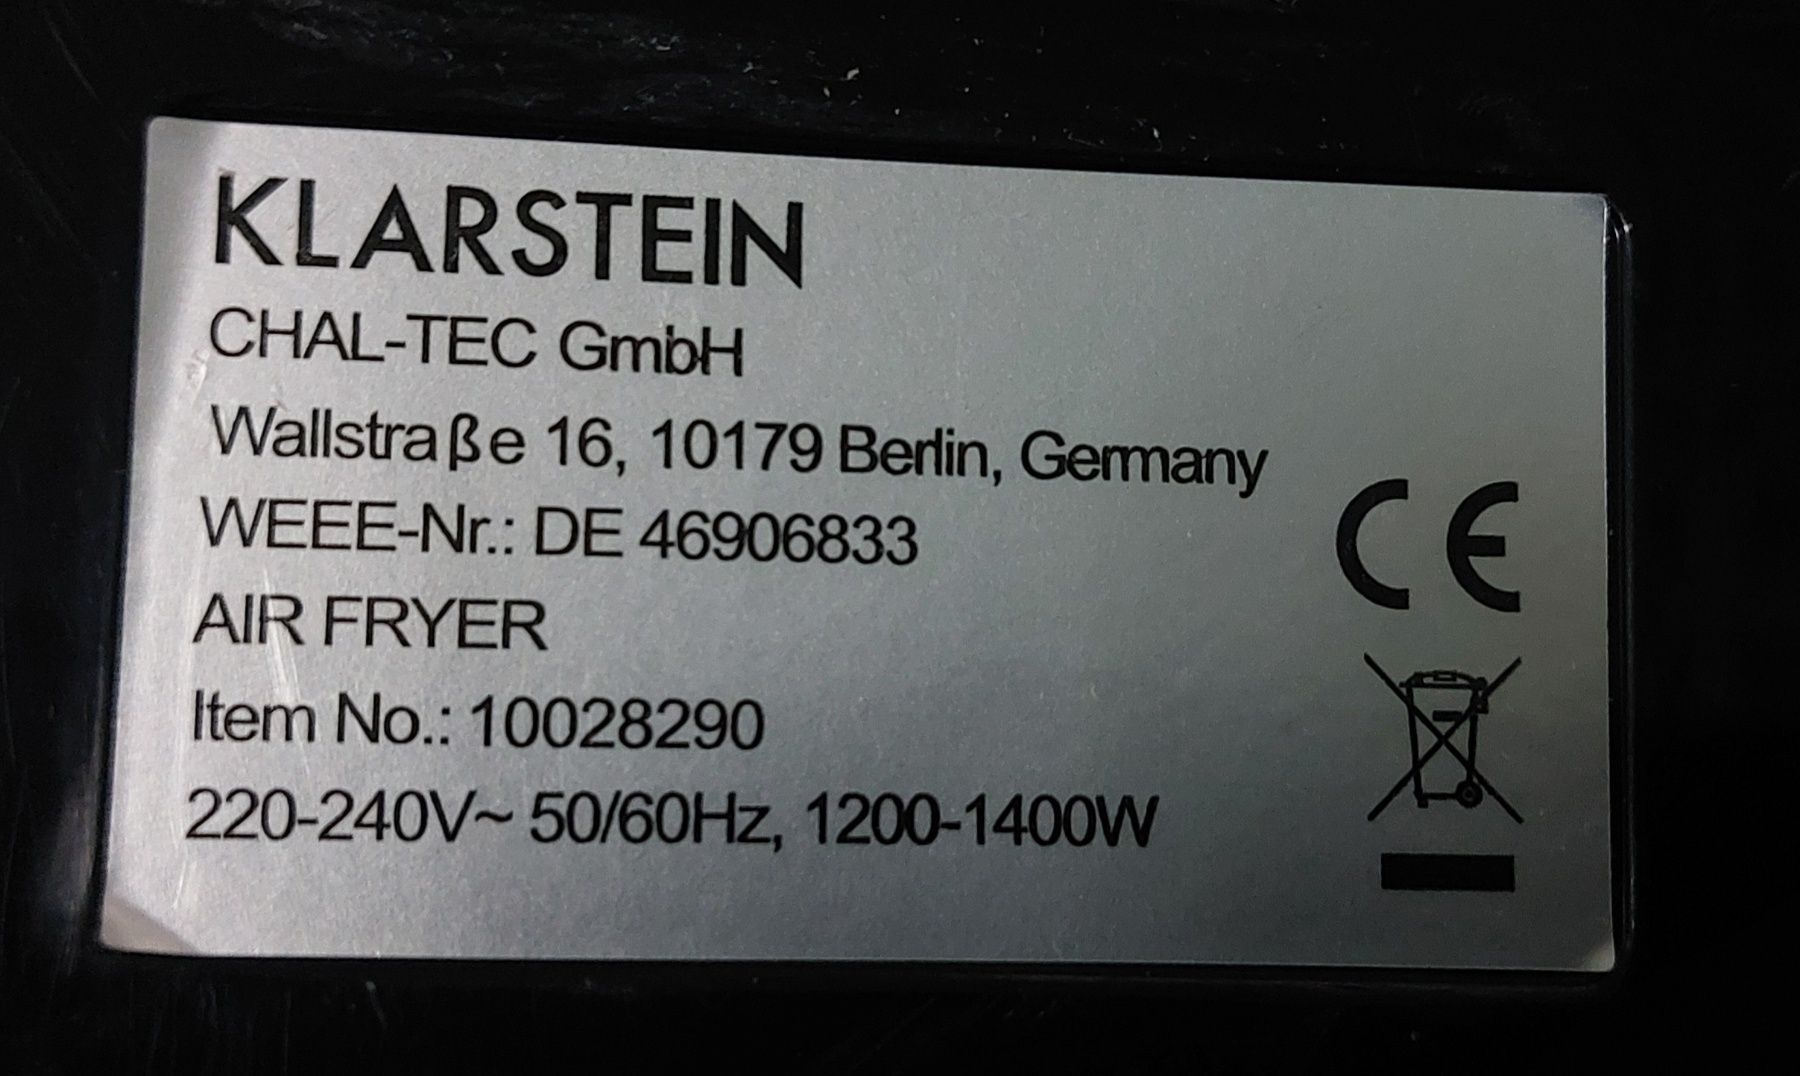 KLARSTEIN
CHAL-TEC GmbH
Wallstraße 16, 10179 Berlin, Germany
WEEE-Nr.: DE 46906833
AIR FRYER
Item No.: 10028290
220-240V~ 50/60Hz, 1200-1400W
CE